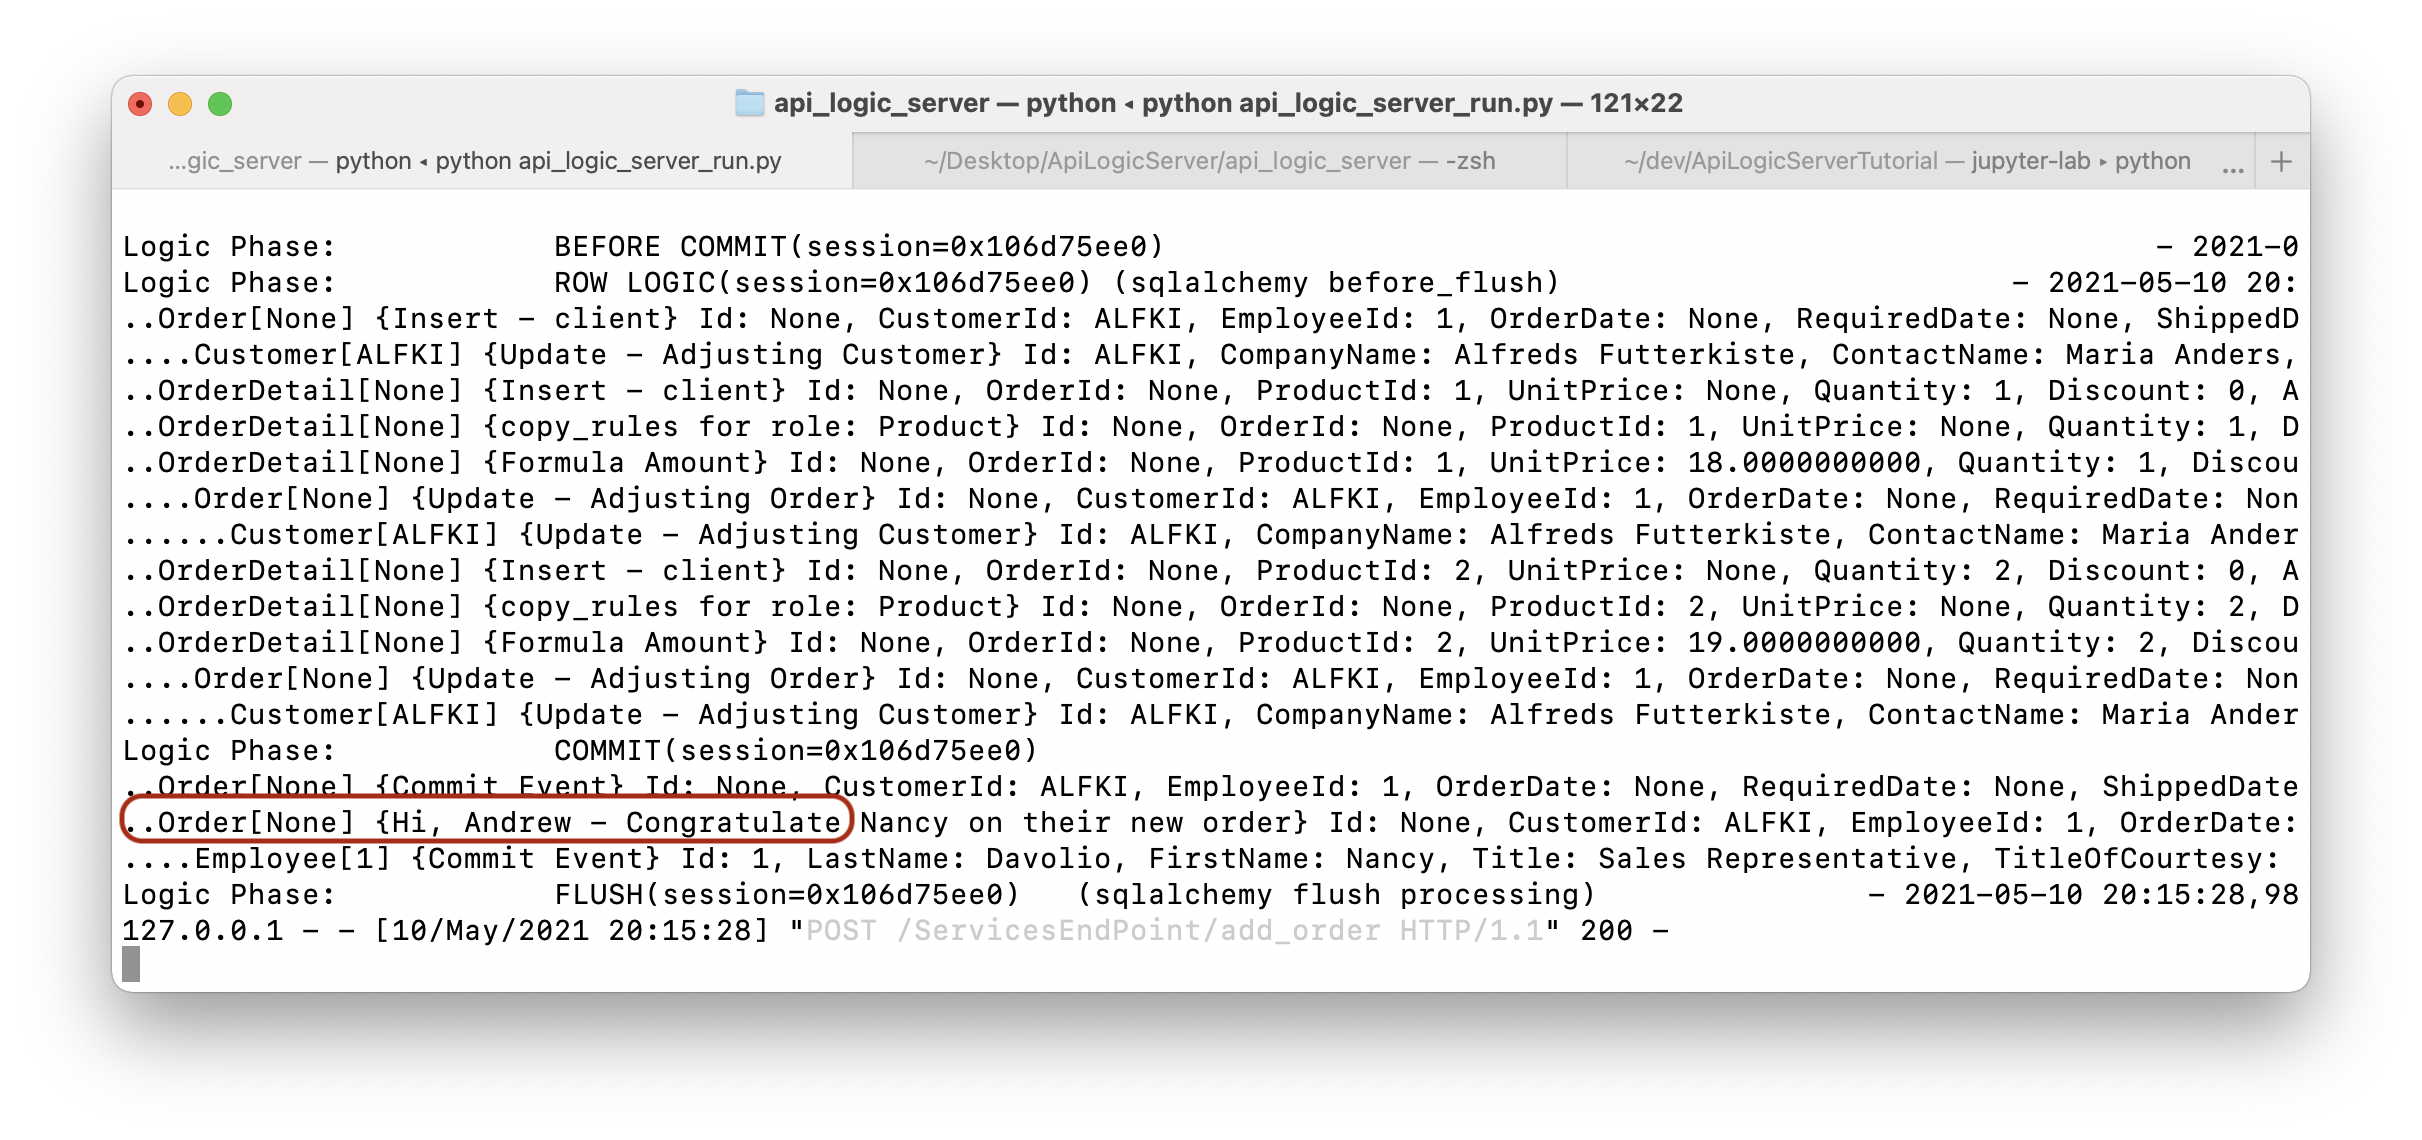 api_logic_server — python ◂ python api_logic_server_run.py — 121×22
...gic_server — python ◂ python api_logic_server_run.py
~/Desktop/ApiLogicServer/api_logic_server — -zsh
~/dev/ApiLogicServerTutorial — jupyter-lab ▸ python ...
+
Logic Phase: BEFORE COMMIT(session=0x106d75ee0) - 2021-0
Logic Phase: ROW LOGIC(session=0x106d75ee0) (sqlalchemy before_flush) - 2021-05-10 20:
..Order[None] {Insert - client} Id: None, CustomerId: ALFKI, EmployeeId: 1, OrderDate: None, RequiredDate: None, ShippedD
....Customer[ALFKI] {Update - Adjusting Customer} Id: ALFKI, CompanyName: Alfreds Futterkiste, ContactName: Maria Anders,
..OrderDetail[None] {Insert - client} Id: None, OrderId: None, ProductId: 1, UnitPrice: None, Quantity: 1, Discount: 0, A
..OrderDetail[None] {copy_rules for role: Product} Id: None, OrderId: None, ProductId: 1, UnitPrice: None, Quantity: 1, D
..OrderDetail[None] {Formula Amount} Id: None, OrderId: None, ProductId: 1, UnitPrice: 18.0000000000, Quantity: 1, Discou
....Order[None] {Update - Adjusting Order} Id: None, CustomerId: ALFKI, EmployeeId: 1, OrderDate: None, RequiredDate: Non
......Customer[ALFKI] {Update - Adjusting Customer} Id: ALFKI, CompanyName: Alfreds Futterkiste, ContactName: Maria Ander
..OrderDetail[None] {Insert - client} Id: None, OrderId: None, ProductId: 2, UnitPrice: None, Quantity: 2, Discount: 0, A
..OrderDetail[None] {copy_rules for role: Product} Id: None, OrderId: None, ProductId: 2, UnitPrice: None, Quantity: 2, D
..OrderDetail[None] {Formula Amount} Id: None, OrderId: None, ProductId: 2, UnitPrice: 19.0000000000, Quantity: 2, Discou
....Order[None] {Update - Adjusting Order} Id: None, CustomerId: ALFKI, EmployeeId: 1, OrderDate: None, RequiredDate: Non
......Customer[ALFKI] {Update - Adjusting Customer} Id: ALFKI, CompanyName: Alfreds Futterkiste, ContactName: Maria Ander
Logic Phase: COMMIT(session=0x106d75ee0)
..Order[None] {Commit Event} Id: None, CustomerId: ALFKI, EmployeeId: 1, OrderDate: None, RequiredDate: None, ShippedDate
..Order[None] {Hi, Andrew - Congratulate Nancy on their new order} Id: None, CustomerId: ALFKI, EmployeeId: 1, OrderDate:
....Employee[1] {Commit Event} Id: 1, LastName: Davolio, FirstName: Nancy, Title: Sales Representative, TitleOfCourtesy:
Logic Phase: FLUSH(session=0x106d75ee0) (sqlalchemy flush processing) - 2021-05-10 20:15:28,98
127.0.0.1 - - [10/May/2021 20:15:28] "POST /ServicesEndPoint/add_order HTTP/1.1" 200 -